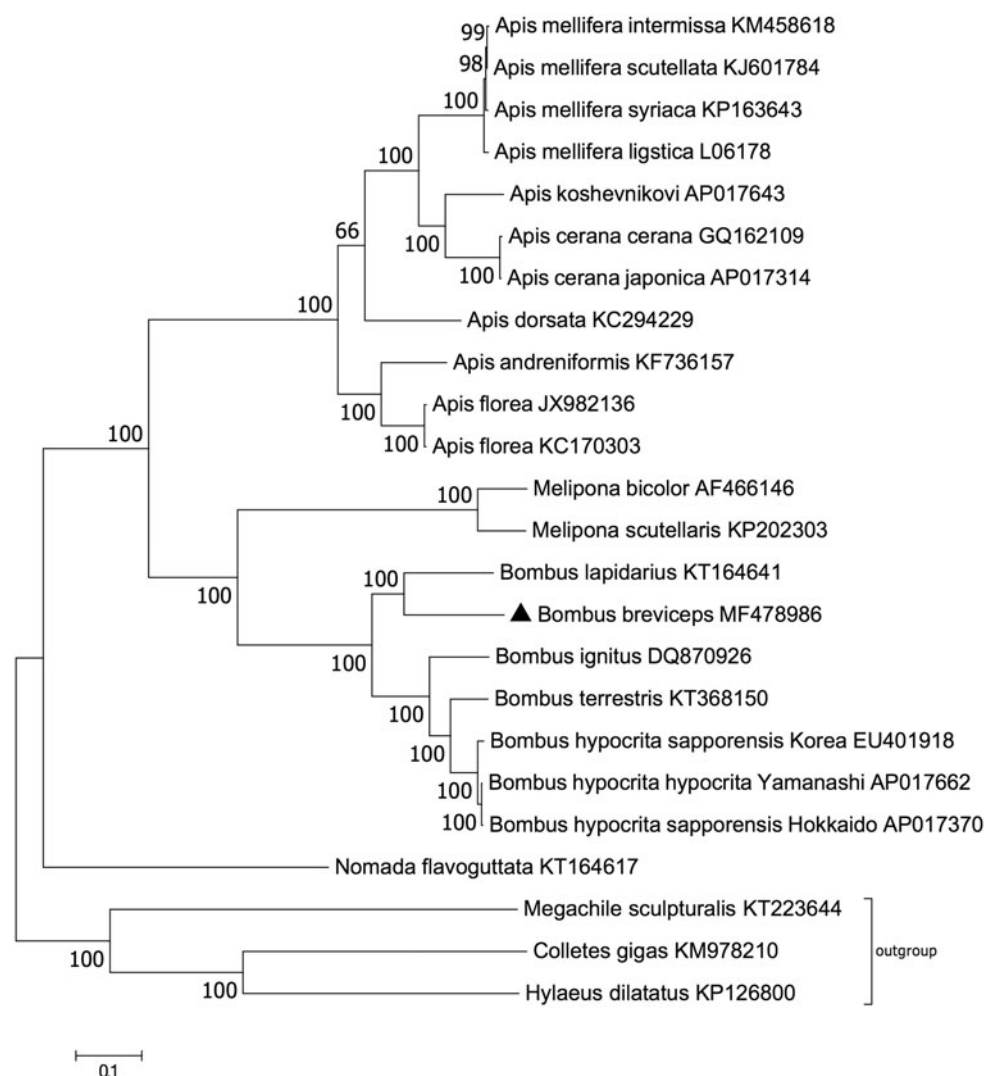 99
Apis mellifera intermissa KM458618
98
Apis mellifera scutellata KJ601784
100
Apis mellifera syriaca KP163643
Apis mellifera ligstica L06178
100
Apis koshevnikovi AP017643
66
100
Apis cerana cerana GQ162109
100
Apis cerana japonica AP017314
100
Apis dorsata KC294229
Apis andreniformis KF736157
100
Apis florea JX982136
100
100
Apis florea KC170303
100
Melipona bicolor AF466146
Melipona scutellaris KP202303
100
100
Bombus lapidarius KT164641
▲ Bombus breviceps MF478986
100
Bombus ignitus DQ870926
100
Bombus terrestris KT368150
100
Bombus hypocrita sapporensis Korea EU401918
100
Bombus hypocrita hypocrita Yamanashi AP017662
100
Bombus hypocrita sapporensis Hokkaido AP017370
Nomada flavoguttata KT164617
Megachile sculpturalis KT223644
100
Colletes gigas KM978210
outgroup
100
Hylaeus dilatatus KP126800
0.1